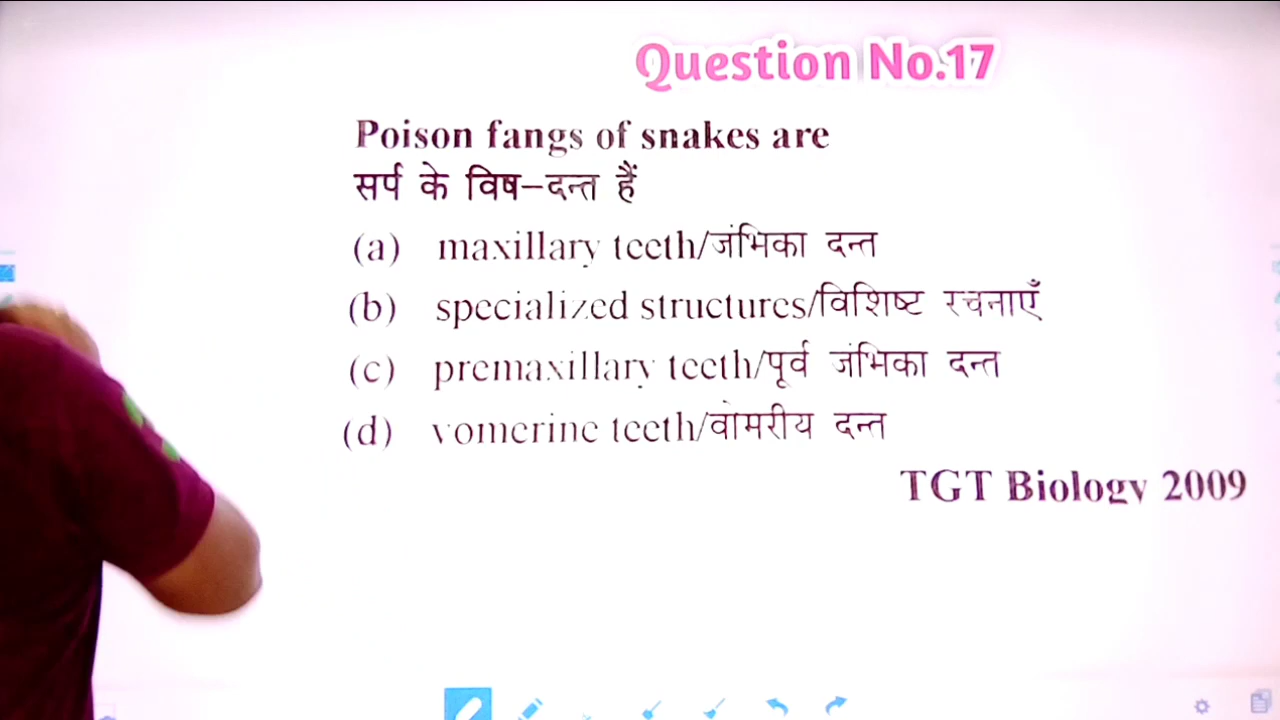 Question No.17
Poison fangs of snakes are
सर्प के विष–दन्त हैं
(a) maxillary teeth/जंभिका दन्त
(b) specialized structures/विशिष्ट रचनाएँ
(c) premaxillary teeth/पूर्व जंभिका दन्त
(d) vomerine teeth/वोमरीय दन्त
TGT Biology 2009